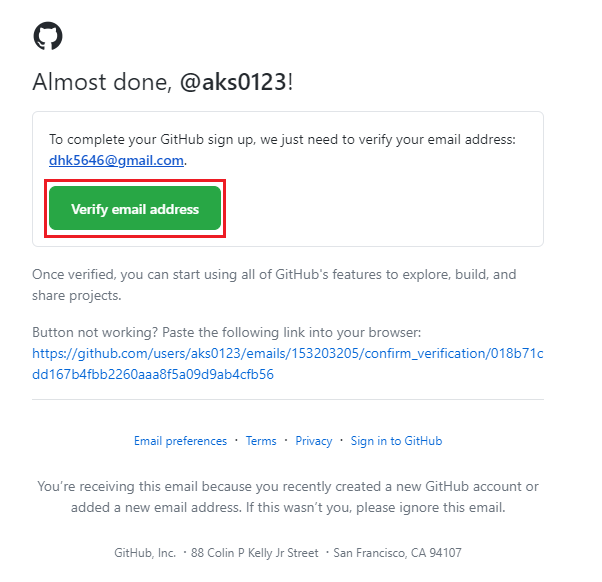 Almost done, @aks0123!
To complete your GitHub sign up, we just need to verify your email address:
dhk5646@gmail.com.
Verify email address
Once verified, you can start using all of GitHub's features to explore, build, and
share projects.
Button not working? Paste the following link into your browser:
https://github.com/users/aks0123/emails/153203205/confirm_verification/018b71c
dd167b4fbb2260aaa8f5a09d9ab4cfb56
Email preferences · Terms · Privacy · Sign in to GitHub
You're receiving this email because you recently created a new GitHub account or
added a new email address. If this wasn't you, please ignore this email.
GitHub, Inc. ・88 Colin P Kelly Jr Street ・San Francisco, CA 94107